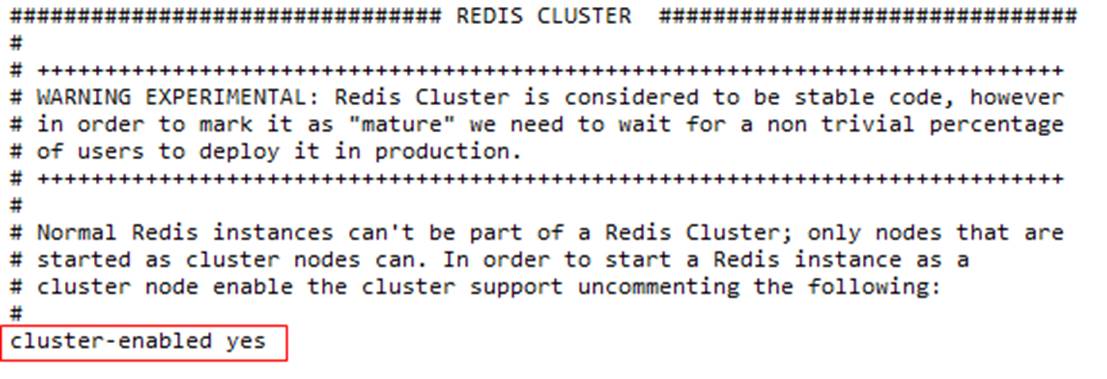 ################################ REDIS CLUSTER  ###############################
#
# ++++++++++++++++++++++++++++++++++++++++++++++++++++++++++++++++++++++++++++
# WARNING EXPERIMENTAL: Redis Cluster is considered to be stable code, however
# in order to mark it as "mature" we need to wait for a non trivial percentage
# of users to deploy it in production.
# ++++++++++++++++++++++++++++++++++++++++++++++++++++++++++++++++++++++++++++
#
# Normal Redis instances can't be part of a Redis Cluster; only nodes that are
# started as cluster nodes can. In order to start a Redis instance as a
# cluster node enable the cluster support uncommenting the following:
#
cluster-enabled yes